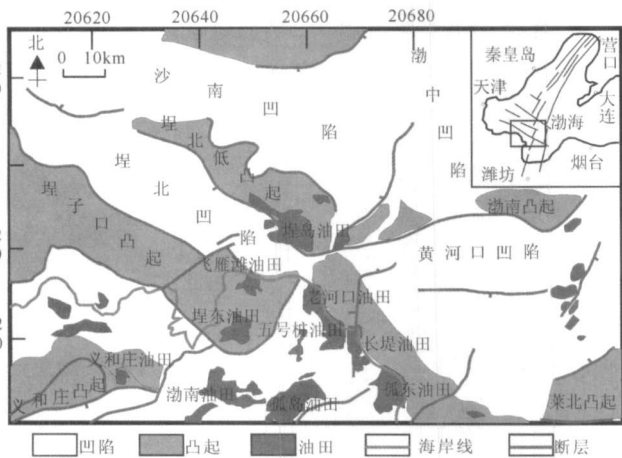 20620 20640 20660 20680
北
0 10km
沙南凹陷
渤中凹陷
秦皇岛
营口
天津
大连
渤海
潍坊
烟台
埕北低凸起
埕北凹陷
埕子口凸起
埕岛油田
渤南凸起
黄河口凹陷
飞雁滩油田
老河口油田
埕东油田
五号桩油田
长堤油田
义和庄油田
义和庄凸起
渤南油田
孤岛油田
孤东油田
莱北凸起
凹陷 凸起 油田 海岸线 断层